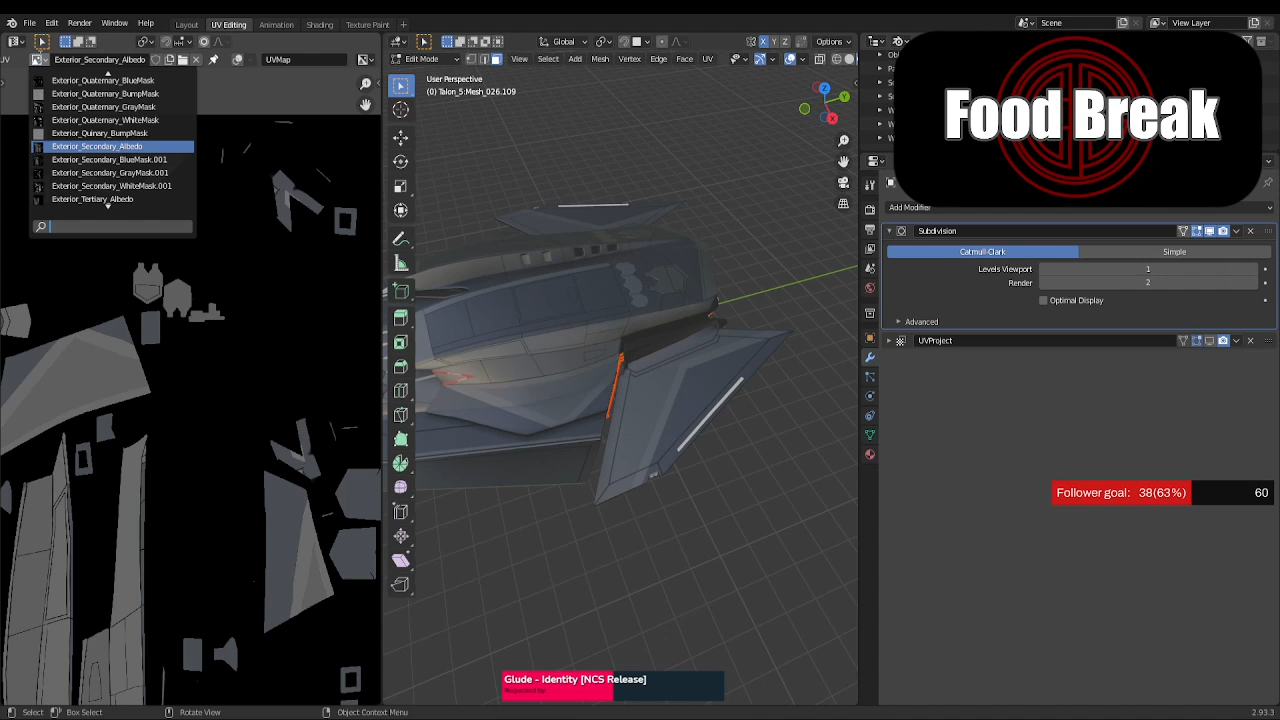 File Edit Render Window Help Layout UV Editing Animation Shading Texture Paint + Scene View Layer
Global Options
UV Exterior_Secondary_Albedo UVMap Edit Mode View Select Add Mesh Vertex Edge Face UV
Exterior_Quaternary_BlueMask
Exterior_Quaternary_BumpMask
Exterior_Quaternary_GrayMask
Exterior_Quaternary_WhiteMask
Exterior_Quinary_BumpMask
Exterior_Secondary_Albedo
Exterior_Secondary_BlueMask.001
Exterior_Secondary_GrayMask.001
Exterior_Secondary_WhiteMask.001
Exterior_Tertiary_Albedo
User Perspective
(0) Talon_5:Mesh_026.109
X Y Z
Z Y X
Food Break
Add Modifier
Subdivision
Catmull-Clark Simple
Levels Viewport 1
Render 2
Optimal Display
Advanced
UVProject
Follower goal: 38(63%) 60
Glude - Identity [NCS Release]
Requested by:
Select Box Select Rotate View Object Context Menu 2.93.3